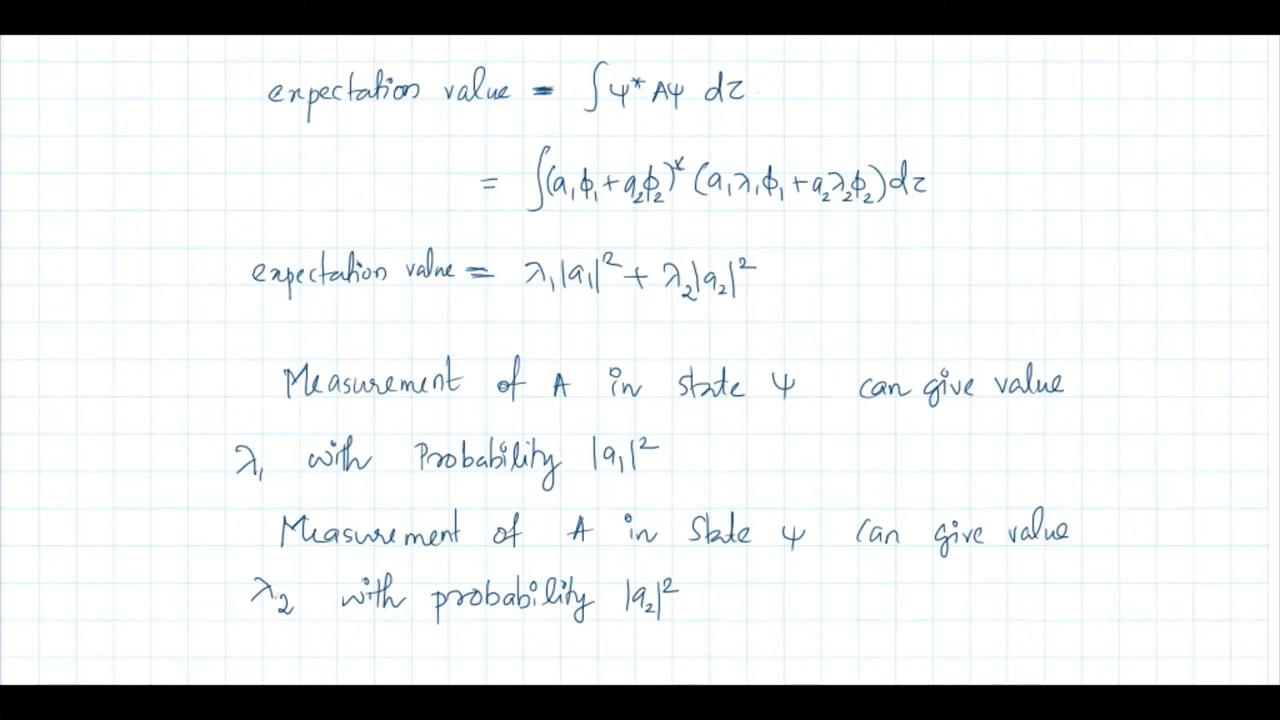 expectation value = ∫ψ* Aψ dz
= ∫(a₁ϕ₁+a₂ϕ₂)* (a₁λ₁ϕ₁+a₂λ₂ϕ₂)dz
expectation value = λ₁|a₁|² + λ₂|a₂|²
Measurement of A in state ψ can give value
λ₁ with Probability |a₁|²
Measurement of A in State ψ Can give value
λ₂ with probability |a₂|²